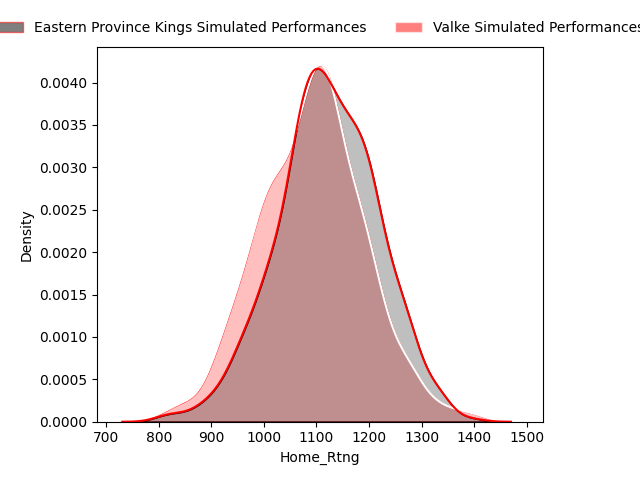 Eastern Province Kings Simulated Performances
Valke Simulated Performances
0.0040
0.0035
0.0030
0.0025
0.0020
0.0015
0.0010
0.0005
0.0000
Density
700 800 900 1000 1100 1200 1300 1400 1500
Home_Rtng